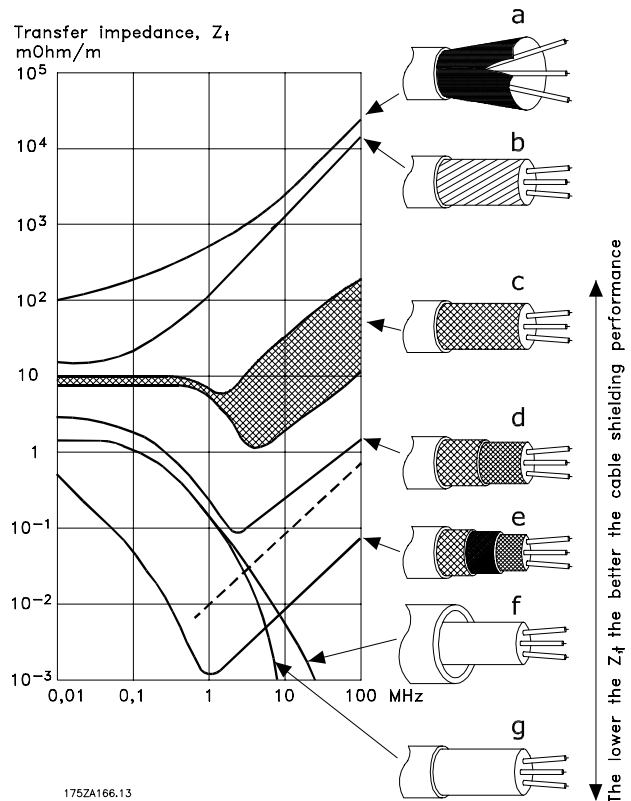 Transfer impedance, Zt
mOhm/m
10⁵
10⁴
10³
10²
10
1
10⁻¹
10⁻²
10⁻³
0,01
0,1
1
10
100 MHz
a
b
c
d
e
f
g
The lower the Zt the better the cable shielding performance
175ZA166.13